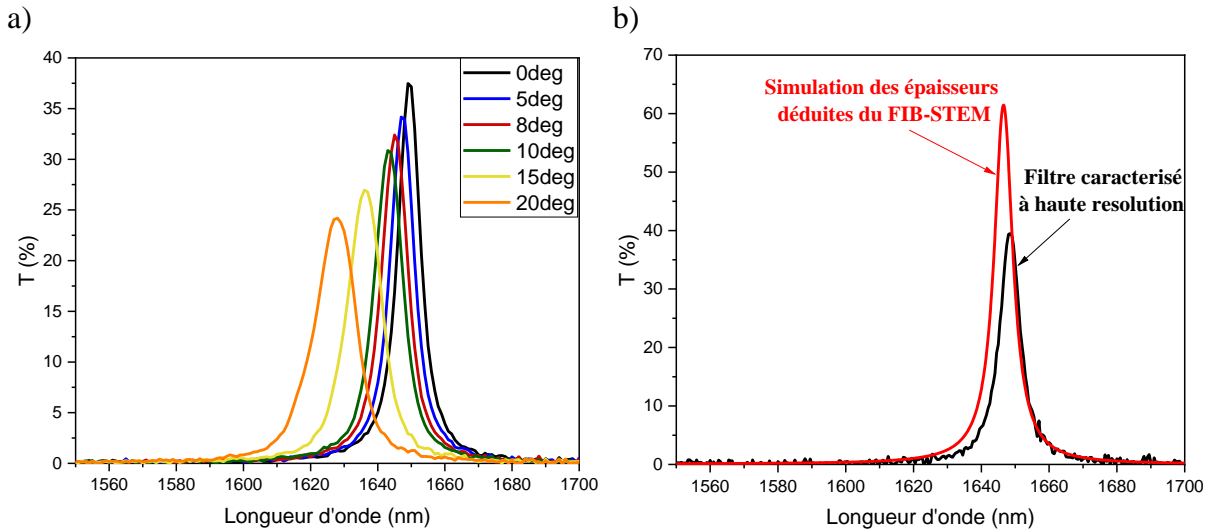 a)
40
35
30
25
20
15
10
5
0
T (%)
1560 1580 1600 1620 1640 1660 1680 1700
Longueur d'onde (nm)
0deg
5deg
8deg
10deg
15deg
20deg
b)
70
60
50
40
30
20
10
0
T (%)
1560 1580 1600 1620 1640 1660 1680 1700
Longueur d'onde (nm)
Simulation des épaisseurs
déduites du FIB-STEM
Filtre caracterisé
à haute resolution